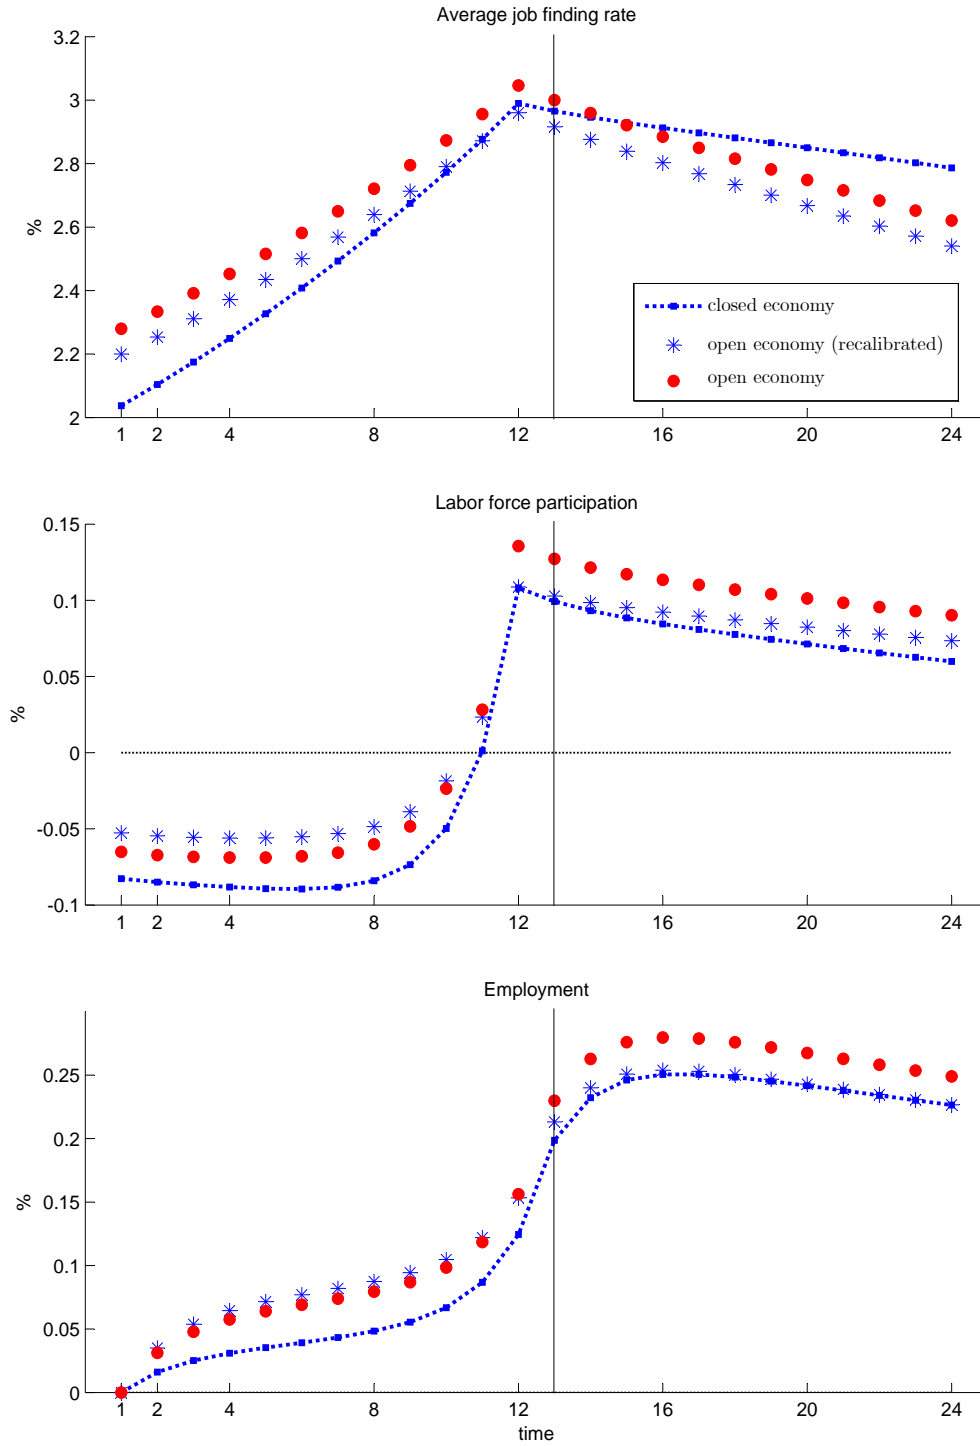 Average job finding rate
3.2
3
2.8
2.6
2.4
2.2
2
%
closed economy
open economy (recalibrated)
open economy
1 2 4 8 12 16 20 24
Labor force participation
0.15
0.1
0.05
0
-0.05
-0.1
%
1 2 4 8 12 16 20 24
Employment
0.25
0.2
0.15
0.1
0.05
0
%
1 2 4 8 12 16 20 24
time